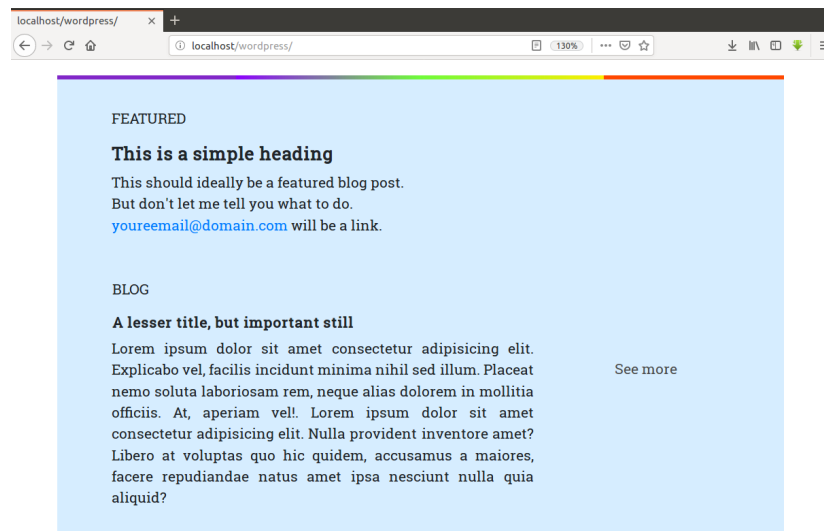 localhost/wordpress/
localhost/wordpress/
130%
FEATURED
This is a simple heading
This should ideally be a featured blog post.
But don't let me tell you what to do.
youreemail@domain.com will be a link.
BLOG
A lesser title, but important still
Lorem ipsum dolor sit amet consectetur adipisicing elit.
Explicabo vel, facilis incidunt minima nihil sed illum. Placeat
nemo soluta laboriosam rem, neque alias dolorem in mollitia
officiis. At, aperiam vel!. Lorem ipsum dolor sit amet
consectetur adipisicing elit. Nulla provident inventore amet?
Libero at voluptas quo hic quidem, accusamus a maiores,
facere repudiandae natus amet ipsa nesciunt nulla quia
aliquid?
See more